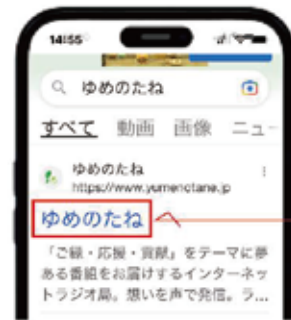 14:55
ゆめのたね
すべて 動画 画像 ニュー
ゆめのたね
https://www.yumenotane.jp
ゆめのたね へ
「ご縁・応援・貢献」をテーマに夢
ある番組をお届けするインターネッ
トラジオ局。想いを声で発信。ラ...